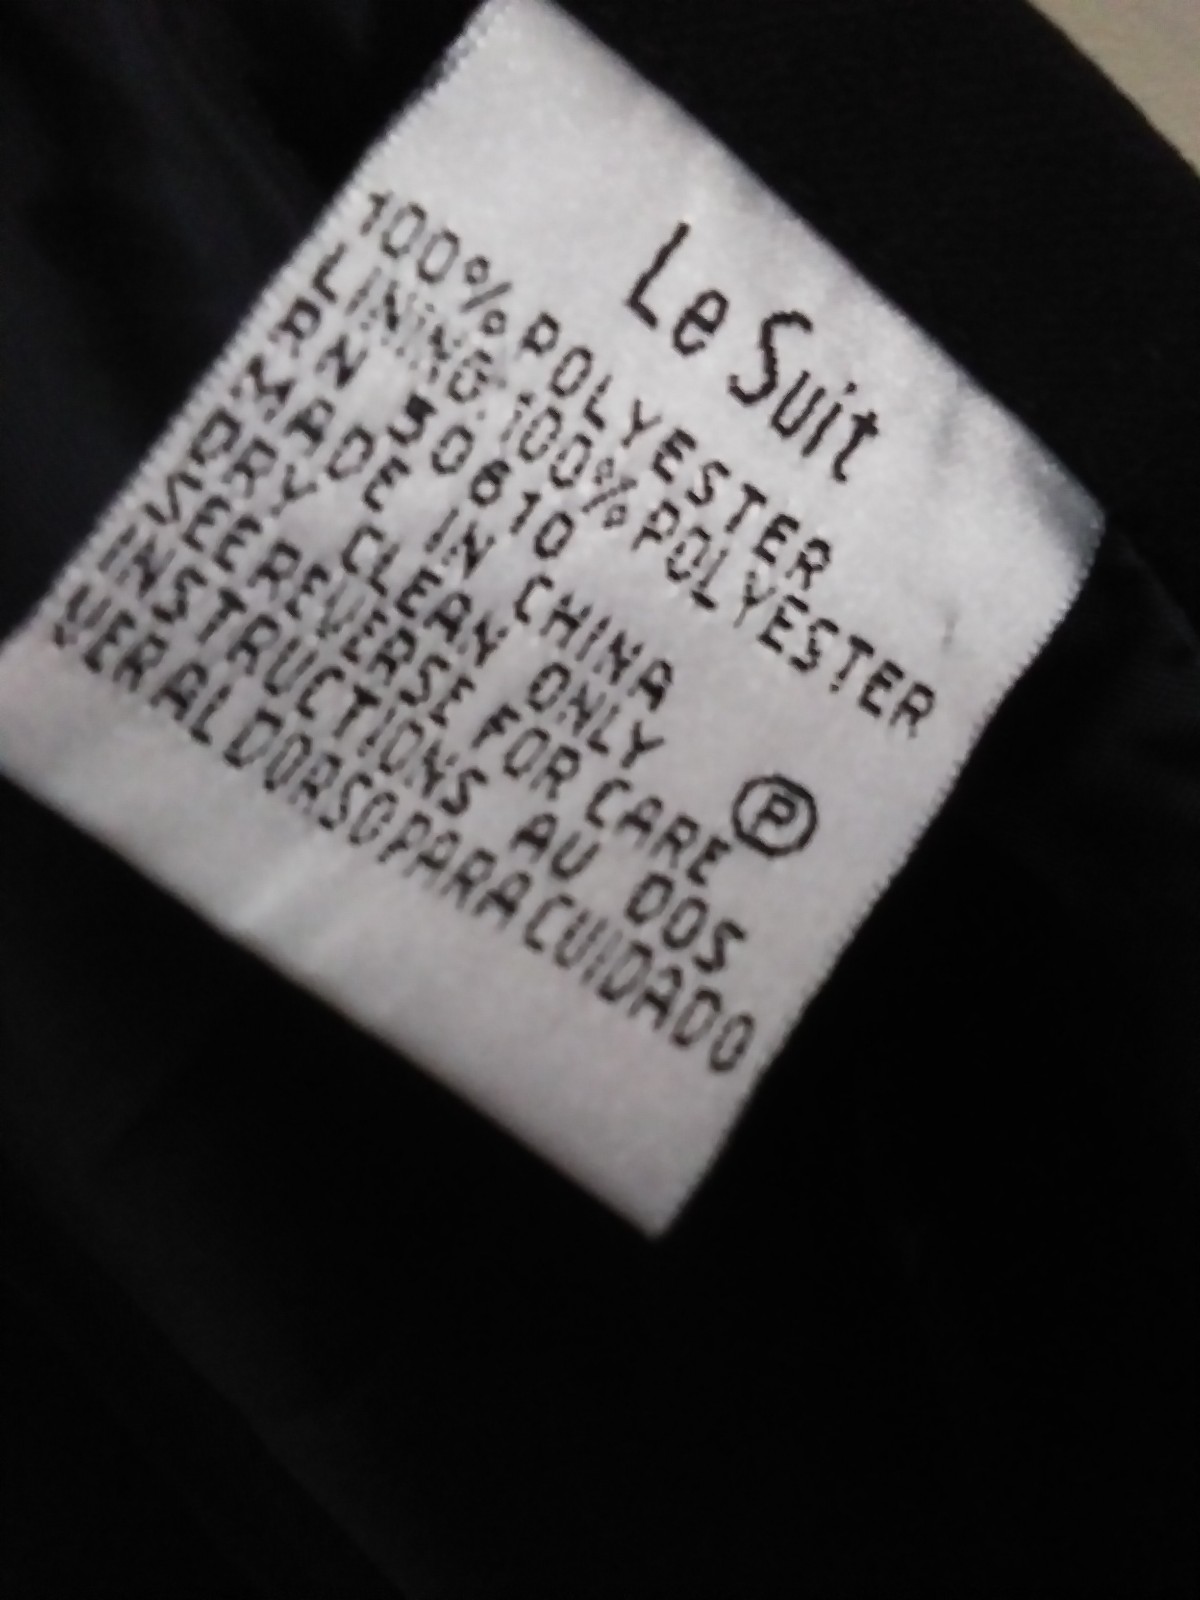 Le Suit
100% POLYESTER
LINING:100% POLYESTER
RN 30610
MADE IN CHINA
DRY CLEAN ONLY
SEE REVERSE FOR CARE
INSTRUCTIONS AU DOS
VER AL DORSO PARA CUIDADO
P